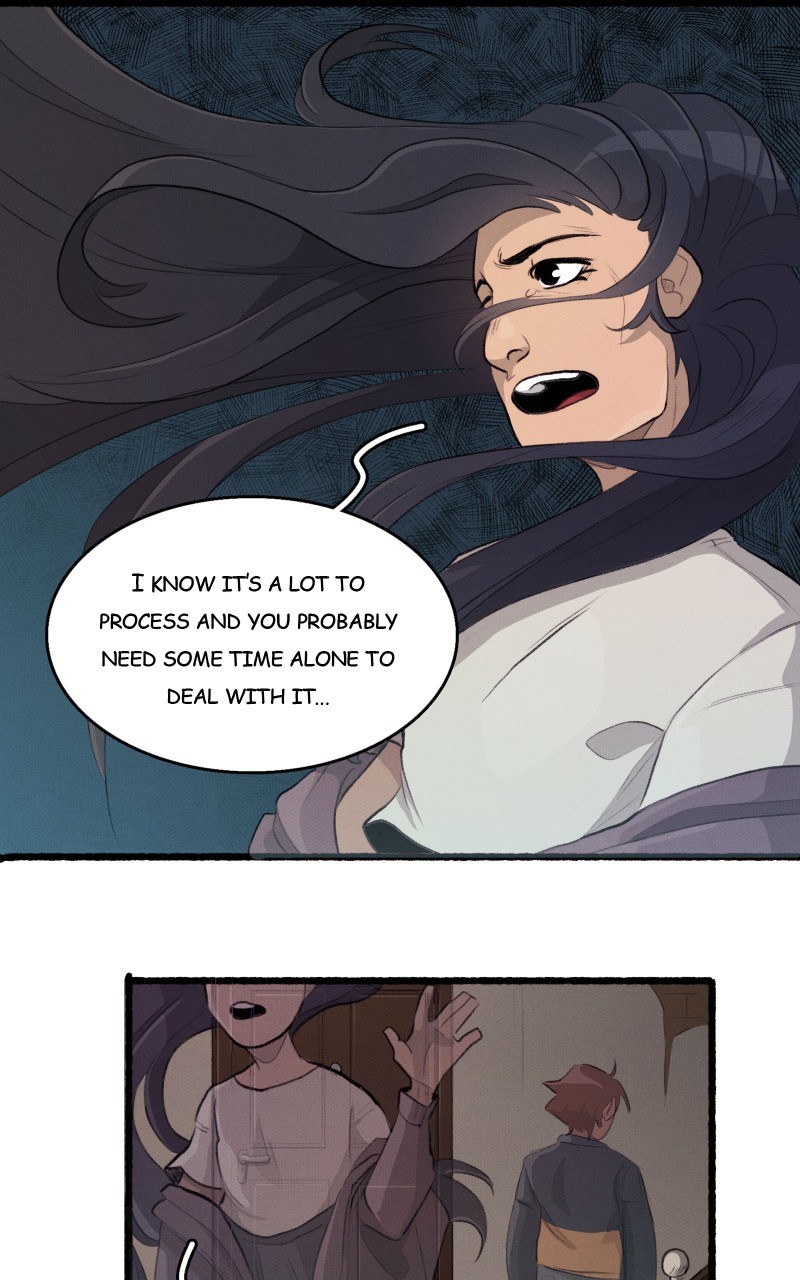 I KNOW IT'S A LOT TO
PROCESS AND YOU PROBABLY
NEED SOME TIME ALONE TO
DEAL WITH IT...